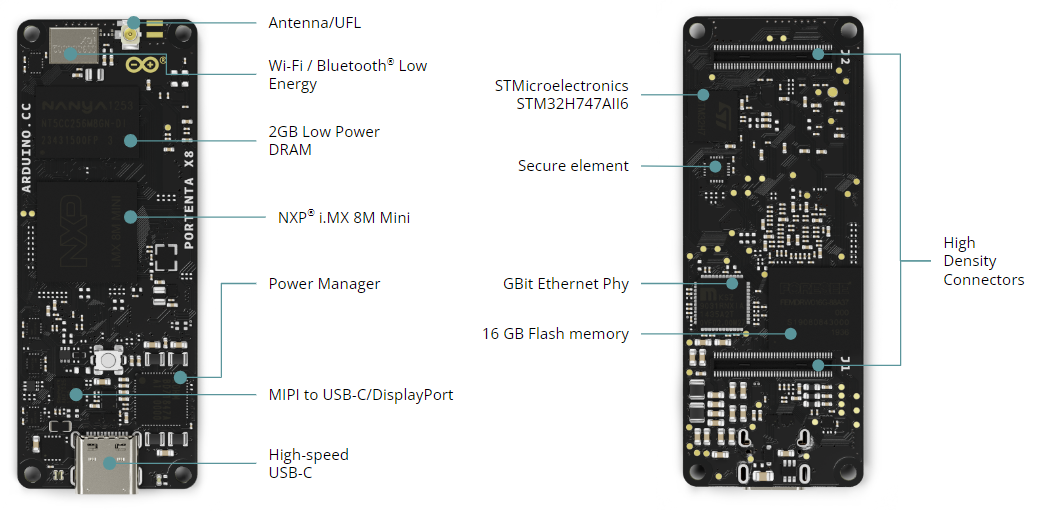 Antenna/UFL
Wi-Fi / Bluetooth® Low
Energy
2GB Low Power
DRAM
NXP® i.MX 8M Mini
Power Manager
MIPI to USB-C/DisplayPort
High-speed
USB-C
ARDUINO.CC
PORTENTA X8
NANYA
NXP
STMicroelectronics
STM32H747AII6
Secure element
GBit Ethernet Phy
16 GB Flash memory
High
Density
Connectors
J2
J1